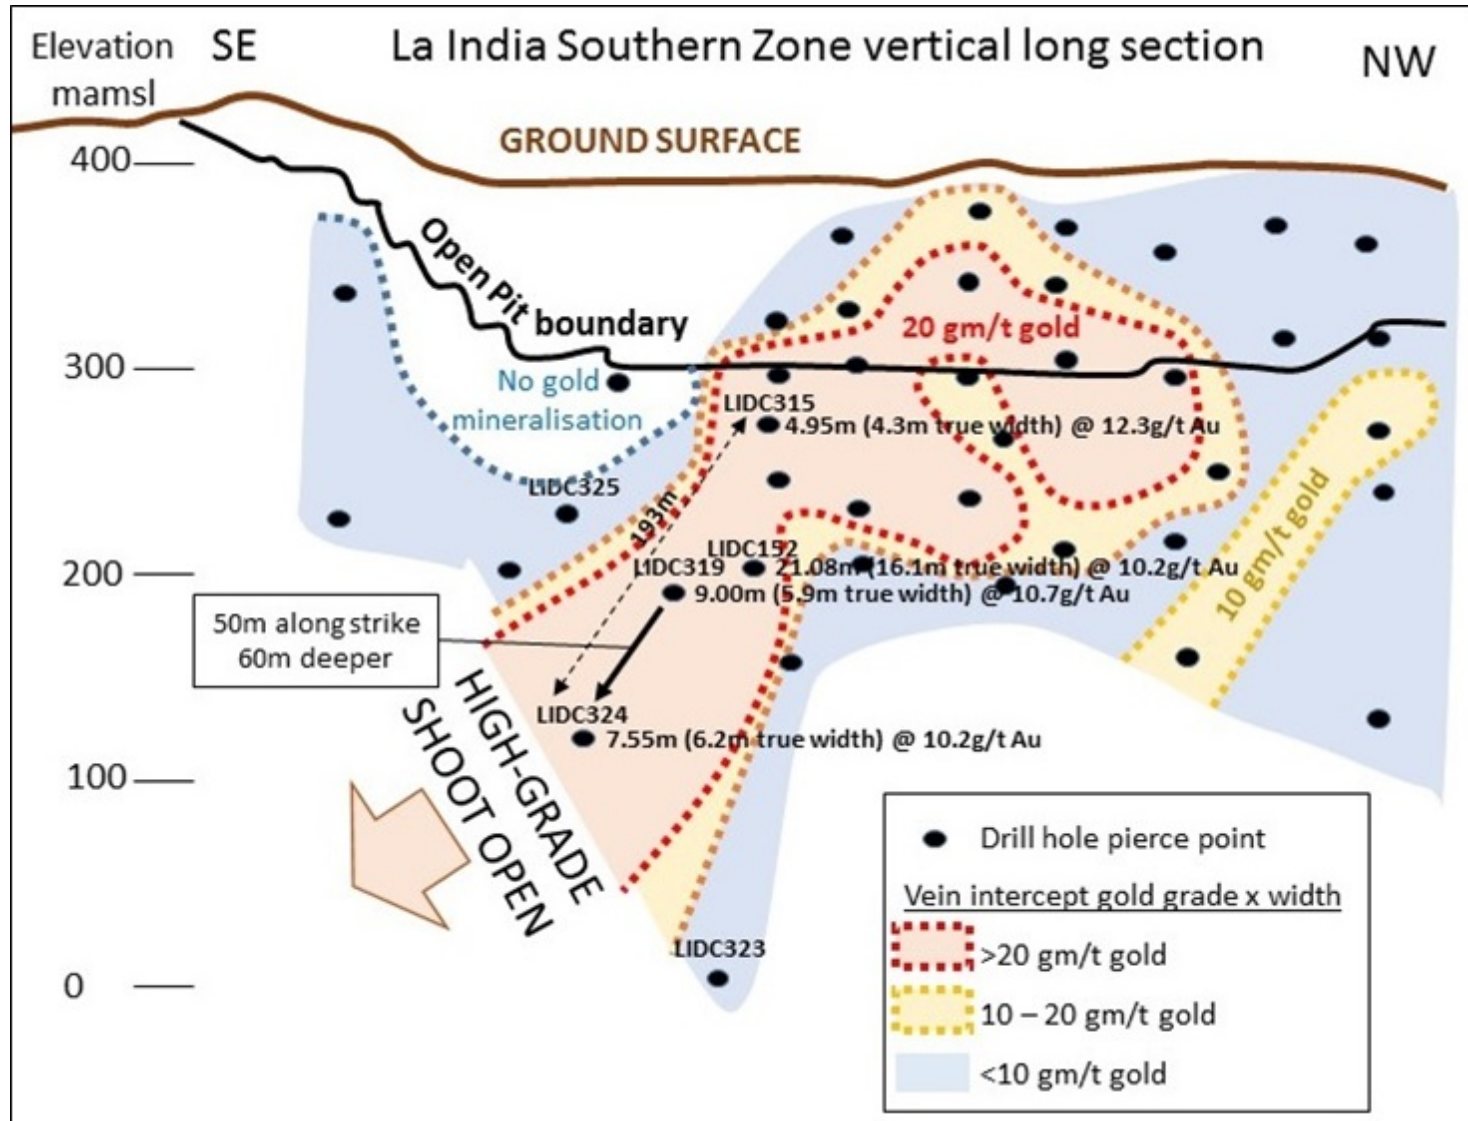 Elevation
mamsl
SE
La India Southern Zone vertical long section
NW
GROUND SURFACE
400
Open Pit boundary
20 gm/t gold
300
No gold
mineralisation
LIDC315
4.95m (4.3m true width) @ 12.3g/t Au
LIDC325
193m
10 gm/t gold
LIDC152
21.08m (16.1m true width) @ 10.2g/t Au
200
LIDC319
9.00m (5.9m true width) @ 10.7g/t Au
50m along strike
60m deeper
LIDC324
7.55m (6.2m true width) @ 10.2g/t Au
HIGH-GRADE
SHOOT OPEN
100
LIDC323
0
Drill hole pierce point
Vein intercept gold grade x width
>20 gm/t gold
10 – 20 gm/t gold
<10 gm/t gold